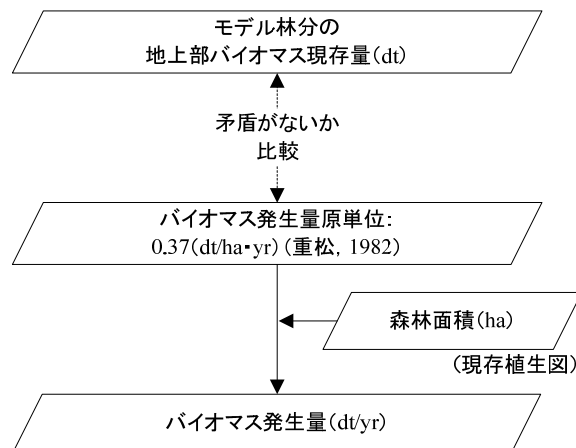 モデル林分の
地上部バイオマス現存量(dt)
矛盾がないか
比較
バイオマス発生量原単位:
0.37(dt/ha・yr)(重松, 1982)
森林面積(ha)
(現存植生図)
バイオマス発生量(dt/yr)